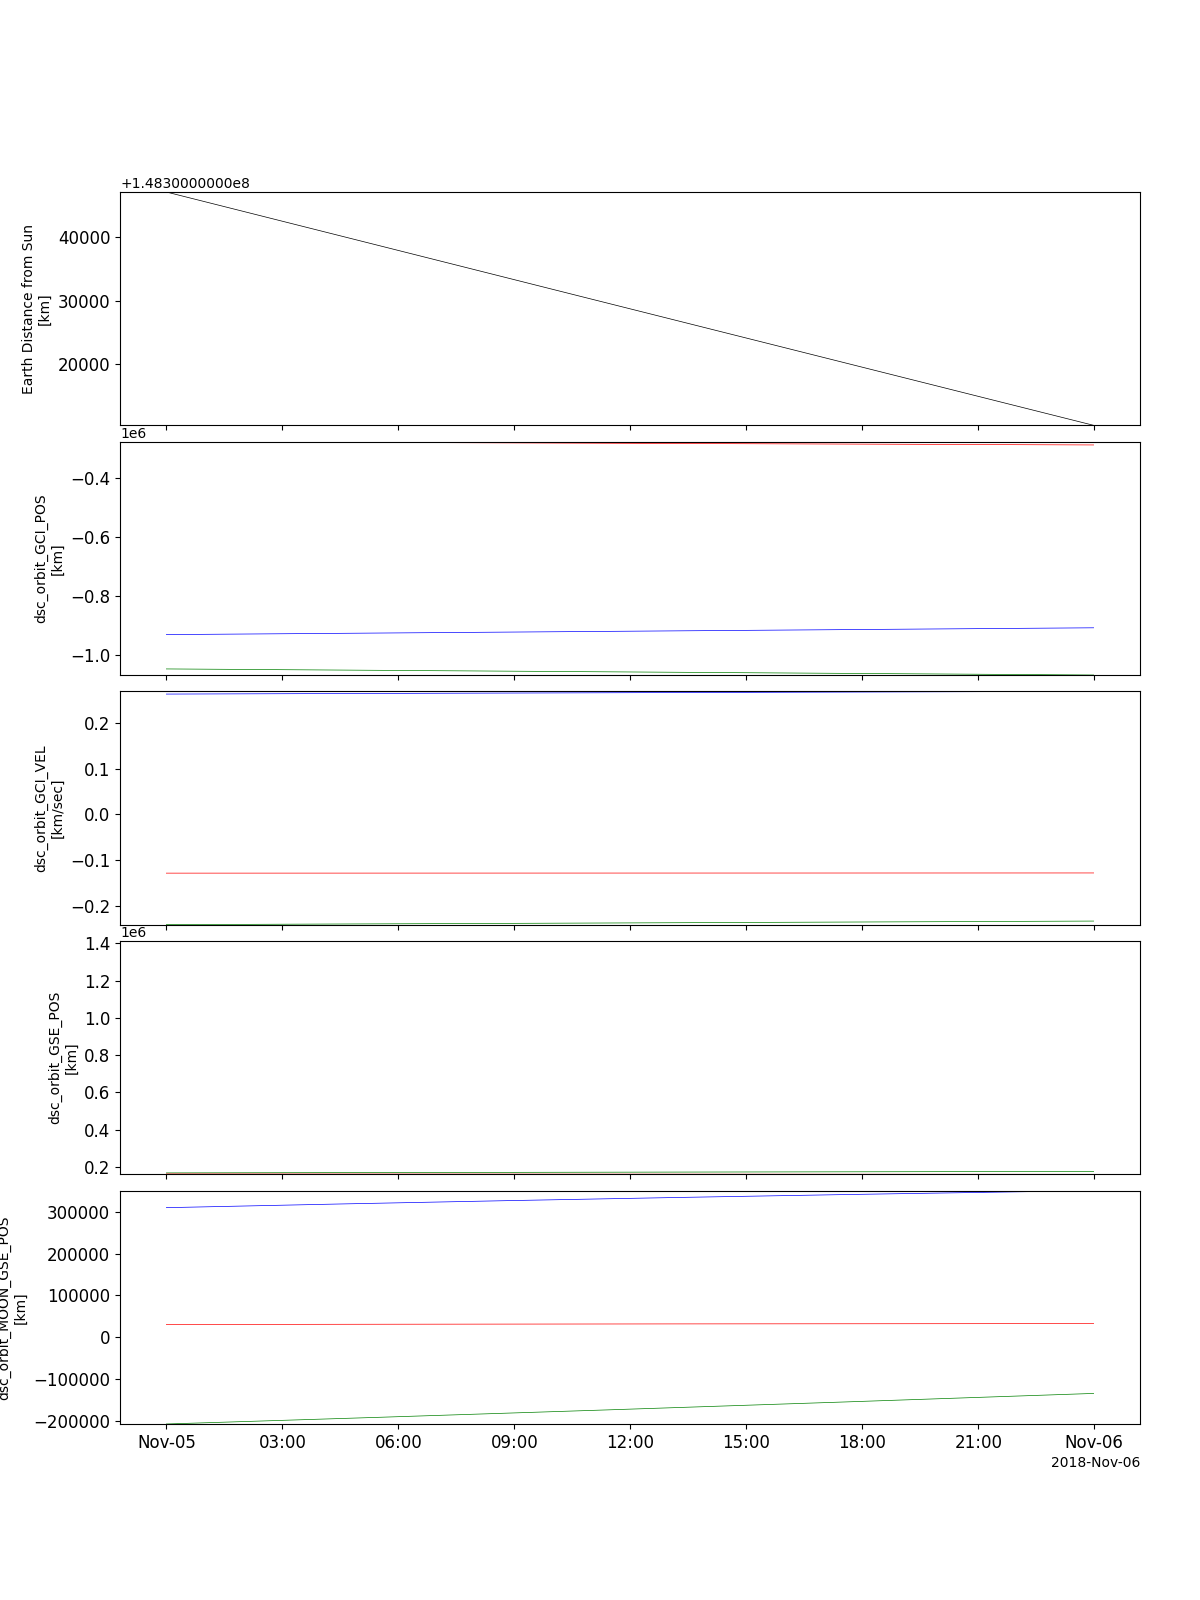 +1.4830000000e8
Earth Distance from Sun
[km]
40000
30000
20000
1e6
dsc_orbit_GCI_POS
[km]
−0.4
−0.6
−0.8
−1.0
dsc_orbit_GCI_VEL
[km/sec]
0.2
0.1
0.0
−0.1
−0.2
1e6
dsc_orbit_GSE_POS
[km]
1.4
1.2
1.0
0.8
0.6
0.4
0.2
dsc_orbit_MOON_GSE_POS
[km]
300000
200000
100000
0
−100000
−200000
Nov-05 03:00 06:00 09:00 12:00 15:00 18:00 21:00 Nov-06
2018-Nov-06